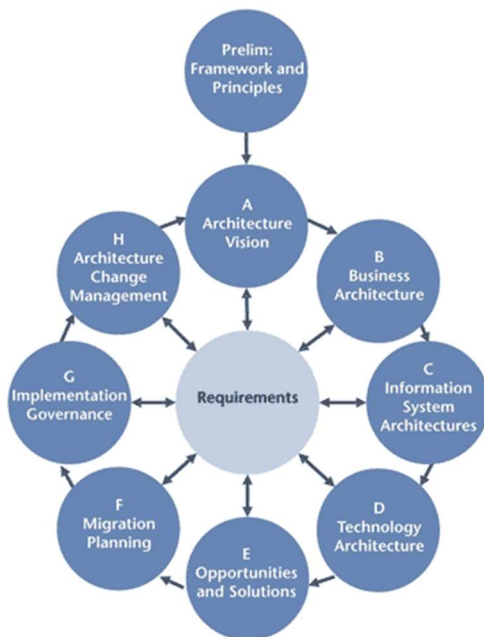 Prelim:
Framework and
Principles
A
Architecture
Vision
H
Architecture
Change
Management
B
Business
Architecture
G
Implementation
Governance
Requirements
C
Information
System
Architectures
F
Migration
Planning
D
Technology
Architecture
E
Opportunities
and Solutions